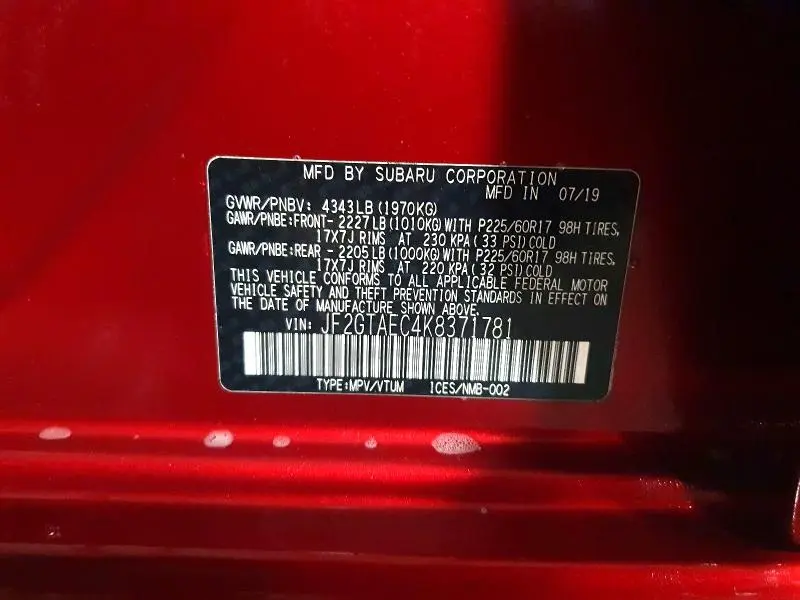 MFD BY SUBARU CORPORATION
MFD IN 07/19
GVWR/PNBV: 4343LB(1970KG)
GAWR/PNBE:FRONT-2227LB(1010KG)WITH P225/60R17 98H TIRES,
17X7J RIMS AT 230 KPA(33 PSI)COLD
GAWR/PNBE:REAR -2205LB(1000KG)WITH P225/60R17 98H TIRES,
17X7J RIMS AT 220 KPA(32 PSI)COLD
THIS VEHICLE CONFORMS TO ALL APPLICABLE FEDERAL MOTOR
VEHICLE SAFETY AND THEFT PREVENTION STANDARDS IN EFFECT ON
THE DATE OF MANUFACTURE SHOWN ABOVE.
VIN: JF2GTAEC4K8371781
TYPE:MPV/VTUM ICES/NMB-002